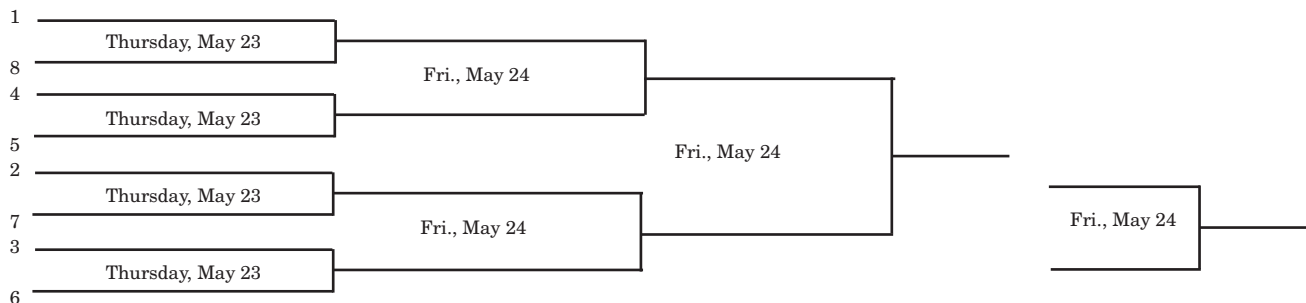 1
Thursday, May 23
8
Fri., May 24
4
Thursday, May 23
5
Fri., May 24
2
Thursday, May 23
7
Fri., May 24
3
Thursday, May 23
6
Fri., May 24